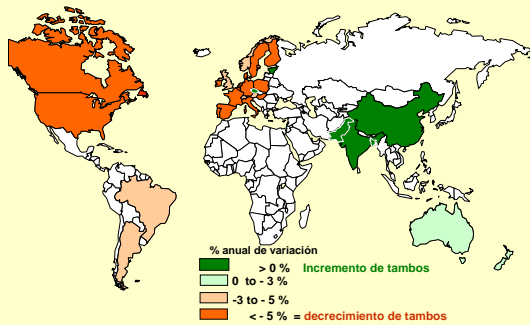 % anual de variación
> 0 % Incremento de tambos
0 to - 3 %
-3 to - 5 %
< - 5 % = decrecimiento de tambos